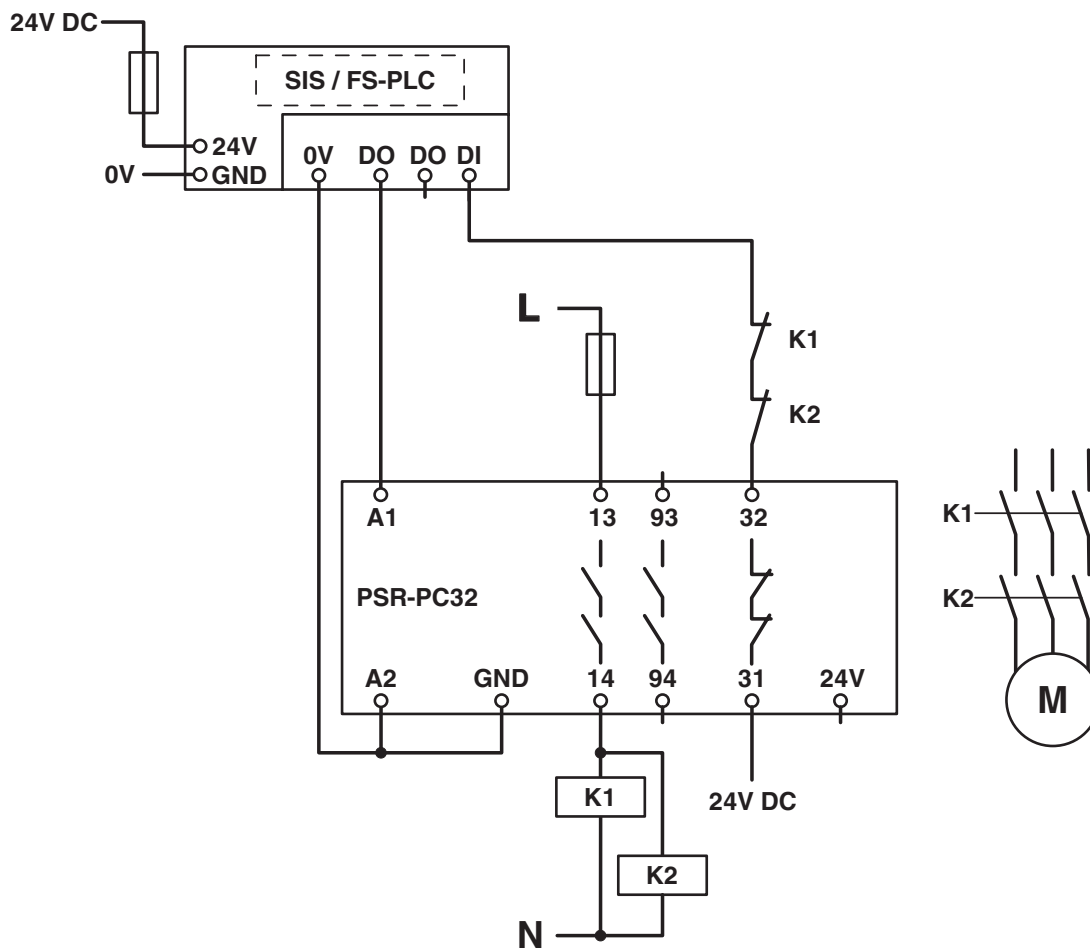 24V DC
SIS / FS-PLC
24V
0V
GND
0V DO DO DI
L
K1
K2
A1 13 93 32
PSR-PC32
A2 GND 14 94 31 24V
K1
K2
M
K1
24V DC
K2
N